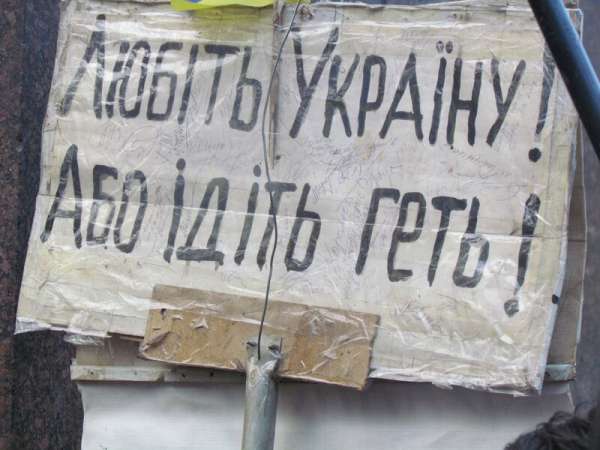 Любіть Україну!
Або ідіть геть!